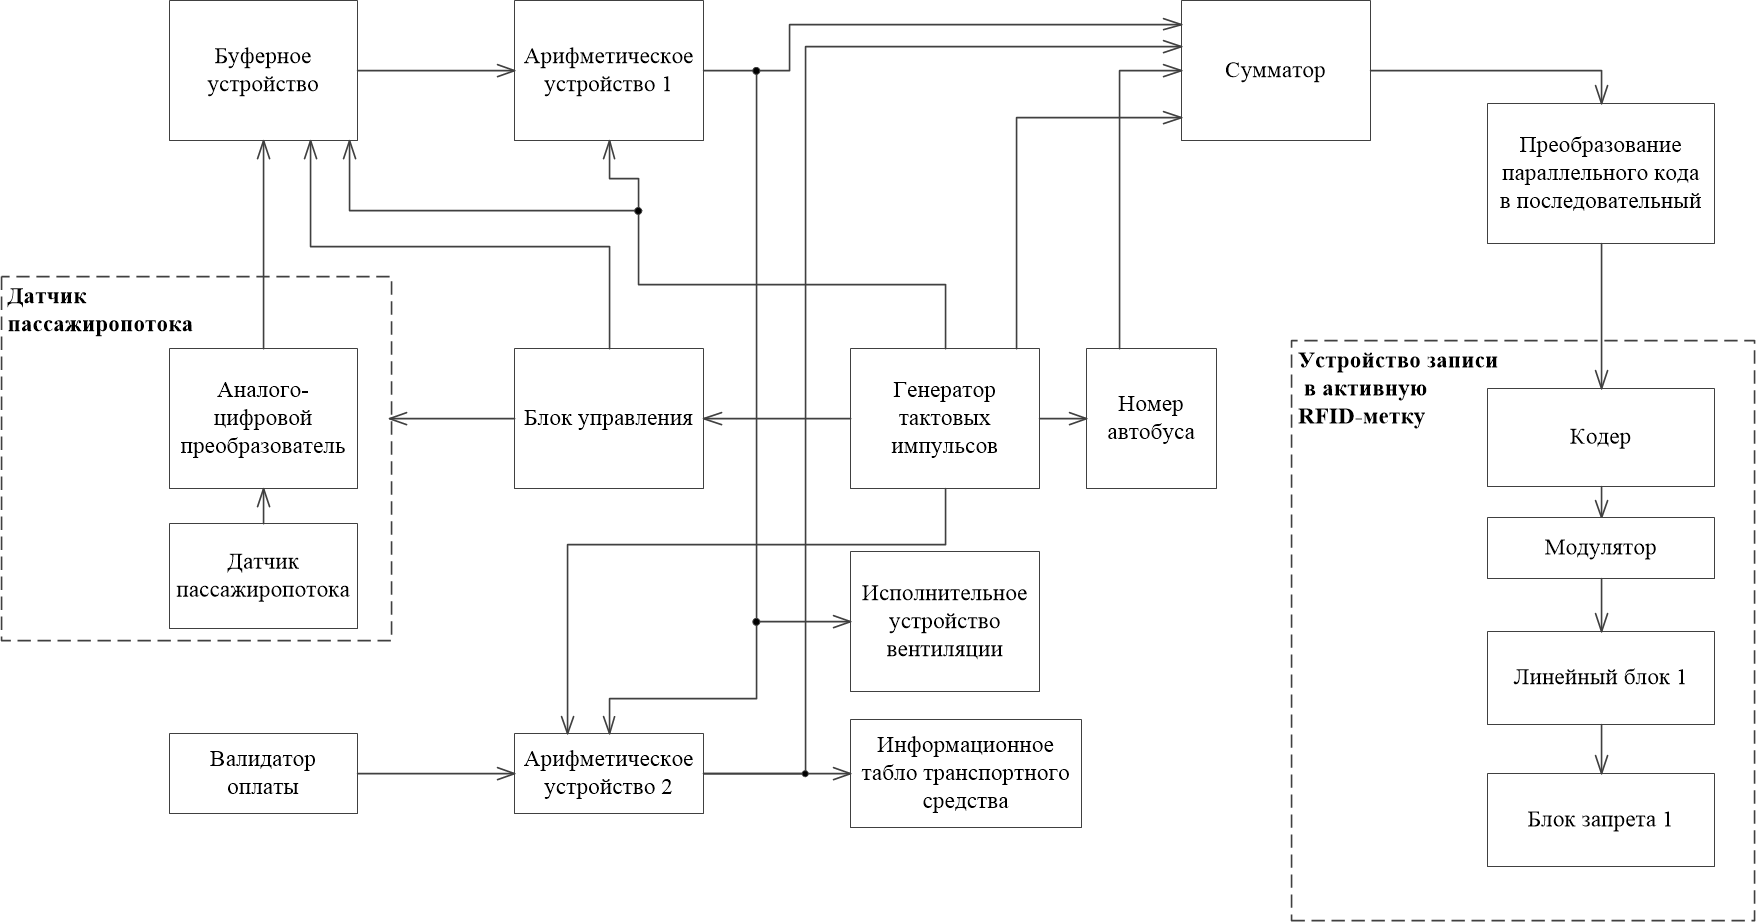 Буферное
устройство
Арифметическое
устройство 1
Сумматор
Преобразование
параллельного кода
в последовательный
Датчик
пассажиропотока
Аналого-
цифровой
преобразователь
Блок управления
Генератор
тактовых
импульсов
Номер
автобуса
Устройство записи
в активную
RFID-метку
Кодер
Датчик
пассажиропотока
Модулятор
Исполнительное
устройство
вентиляции
Линейный блок 1
Валидатор
оплаты
Арифметическое
устройство 2
Информационное
табло транспортного
средства
Блок запрета 1